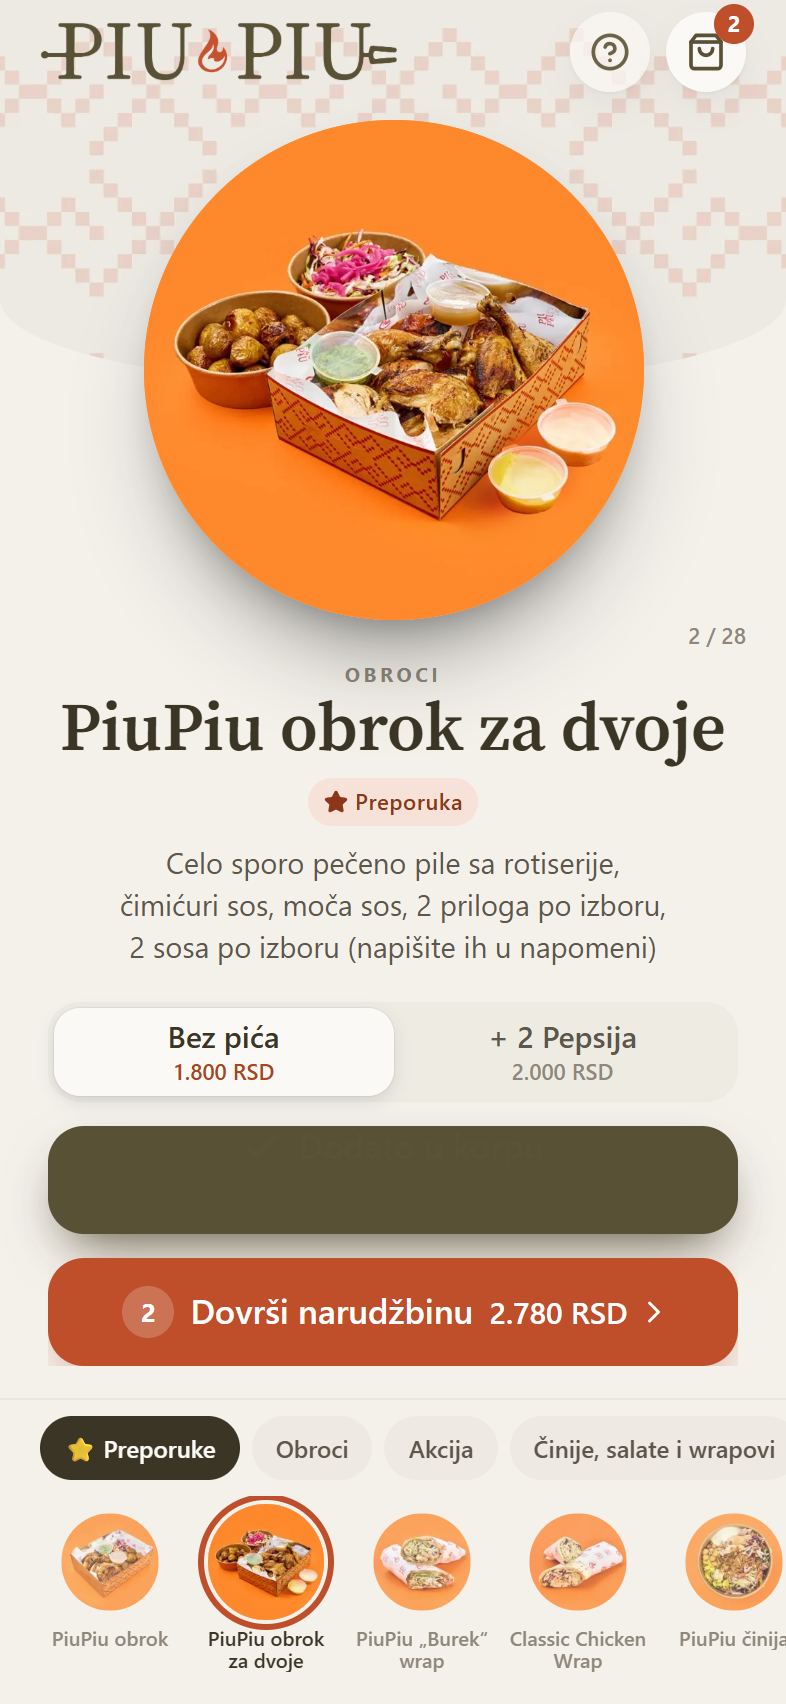 PIU PIU
2
2 / 28
OBROCI
PiuPiu obrok za dvoje
Preporuka
Celo sporo pečeno pile sa rotiserije,
čimićuri sos, moča sos, 2 priloga po izboru,
2 sosa po izboru (napišite ih u napomeni)
Bez pića
1.800 RSD
+ 2 Pepsija
2.000 RSD
Dodato u korpu
2 Dovrši narudžbinu 2.780 RSD
Preporuke
Obroci
Akcija
Činije, salate i wrapovi
PiuPiu obrok
PiuPiu obrok
za dvoje
PiuPiu „Burek“
wrap
Classic Chicken
Wrap
PiuPiu činija